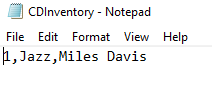 CDInventory - Notepad
File Edit Format View Help
1,Jazz,Miles Davis